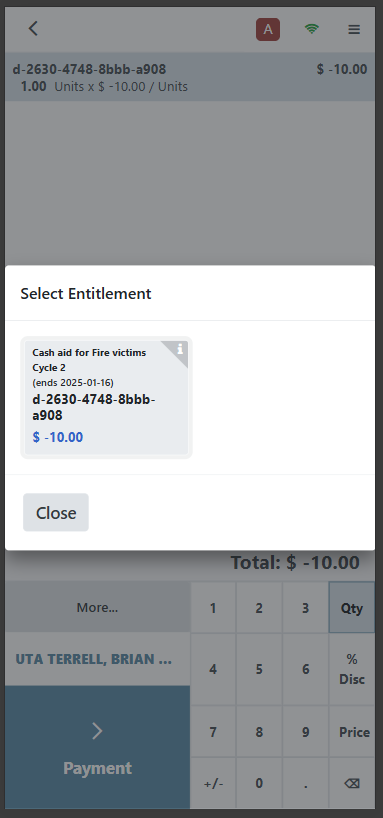 A
d-2630-4748-8bbb-a908 $ -10.00
1.00 Units x $ -10.00 / Units
Select Entitlement
Cash aid for Fire victims
Cycle 2
(ends 2025-01-16)
d-2630-4748-8bbb-
a908
$ -10.00
Close
Total: $ -10.00
More... 1 2 3 Qty
UTA TERRELL, BRIAN ... 4 5 6 %
Disc
7 8 9 Price
Payment
+/- 0 .